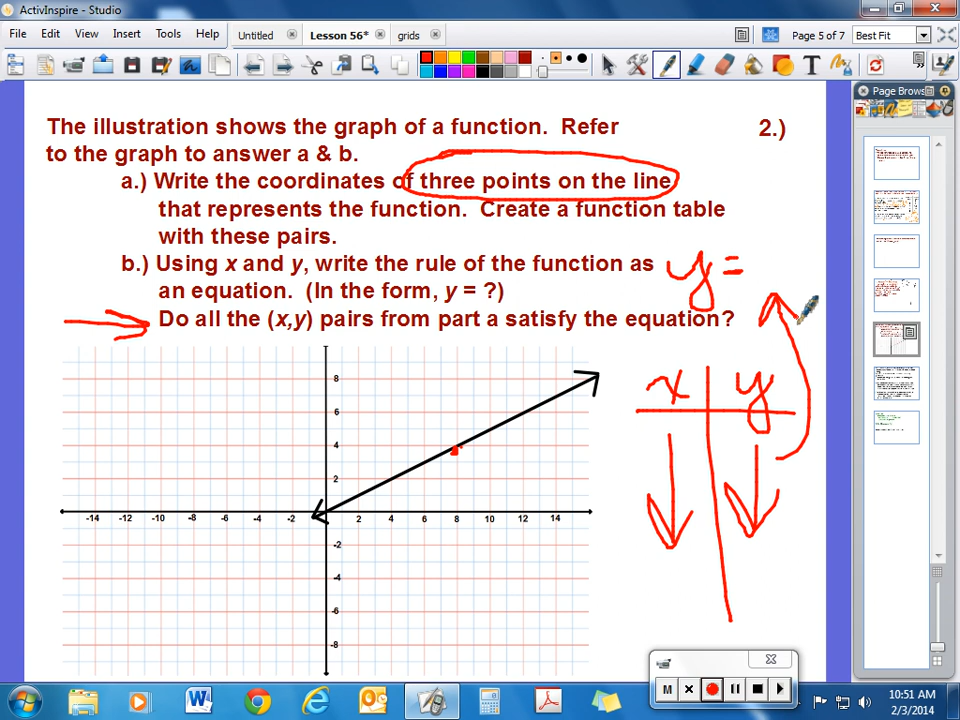 ActivInspire - Studio
File Edit View Insert Tools Help Untitled Lesson 56* grids Page 5 of 7 Best Fit
Page Brows
The illustration shows the graph of a function. Refer 2.)
to the graph to answer a & b.
a.) Write the coordinates of three points on the line
that represents the function. Create a function table
with these pairs.
b.) Using x and y, write the rule of the function as y =
an equation. (In the form, y = ?)
Do all the (x,y) pairs from part a satisfy the equation?
x y
8
6
4
2
-14 -12 -10 -8 -6 -4 -2 2 4 6 8 10 12 14
-2
-4
-6
-8
M
10:51 AM
2/3/2014